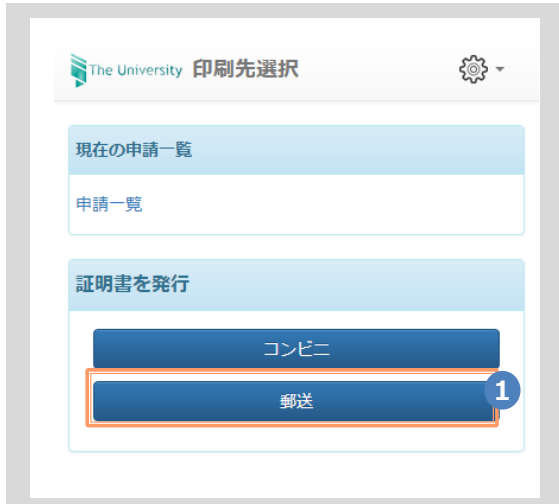 The University 印刷先選択
現在の申請一覧
申請一覧
証明書を発行
コンビニ
郵送
1